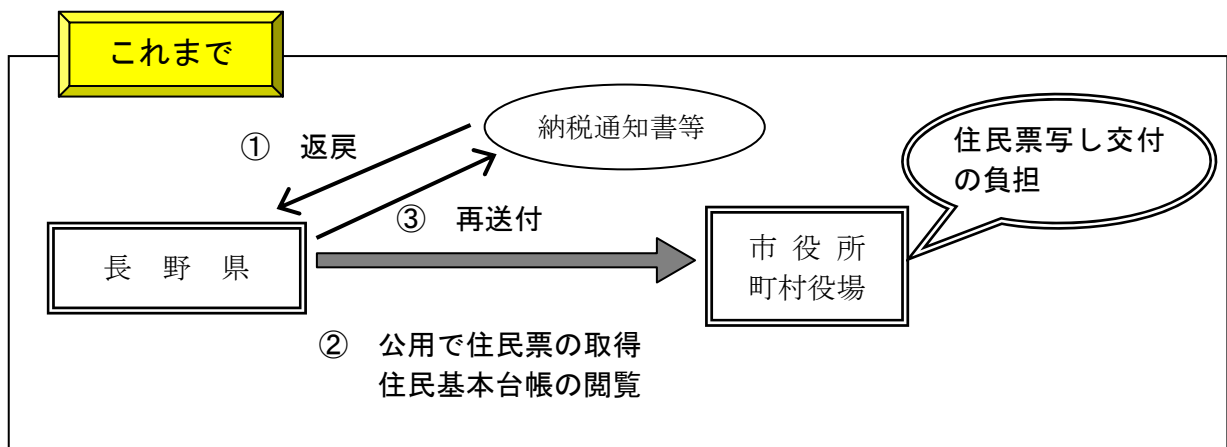 これまで
納税通知書等
① 返戻
住民票写し交付
の負担
③ 再送付
長 野 県
市 役 所
町村役場
② 公用で住民票の取得
住民基本台帳の閲覧